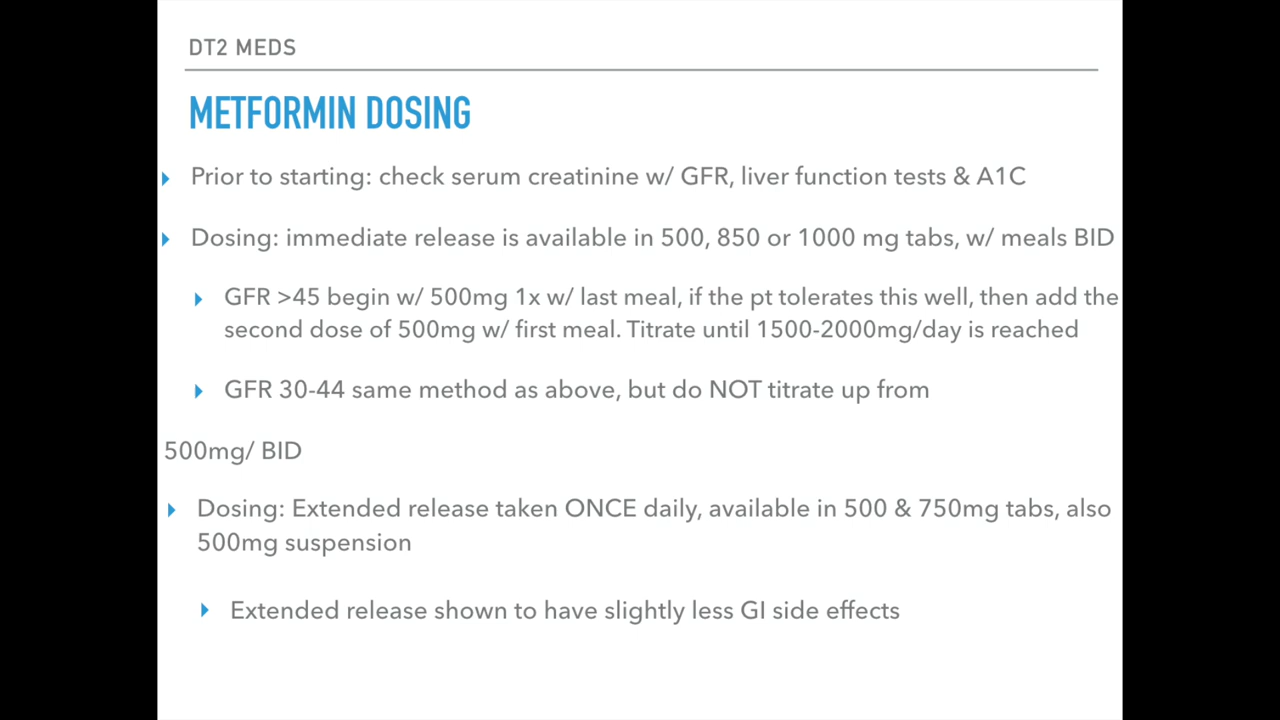 DT2 MEDS
METFORMIN DOSING
Prior to starting: check serum creatinine w/ GFR, liver function tests & A1C
Dosing: immediate release is available in 500, 850 or 1000 mg tabs, w/ meals BID
GFR >45 begin w/ 500mg 1x w/ last meal, if the pt tolerates this well, then add the
second dose of 500mg w/ first meal. Titrate until 1500-2000mg/day is reached
GFR 30-44 same method as above, but do NOT titrate up from
500mg/ BID
Dosing: Extended release taken ONCE daily, available in 500 & 750mg tabs, also
500mg suspension
Extended release shown to have slightly less GI side effects